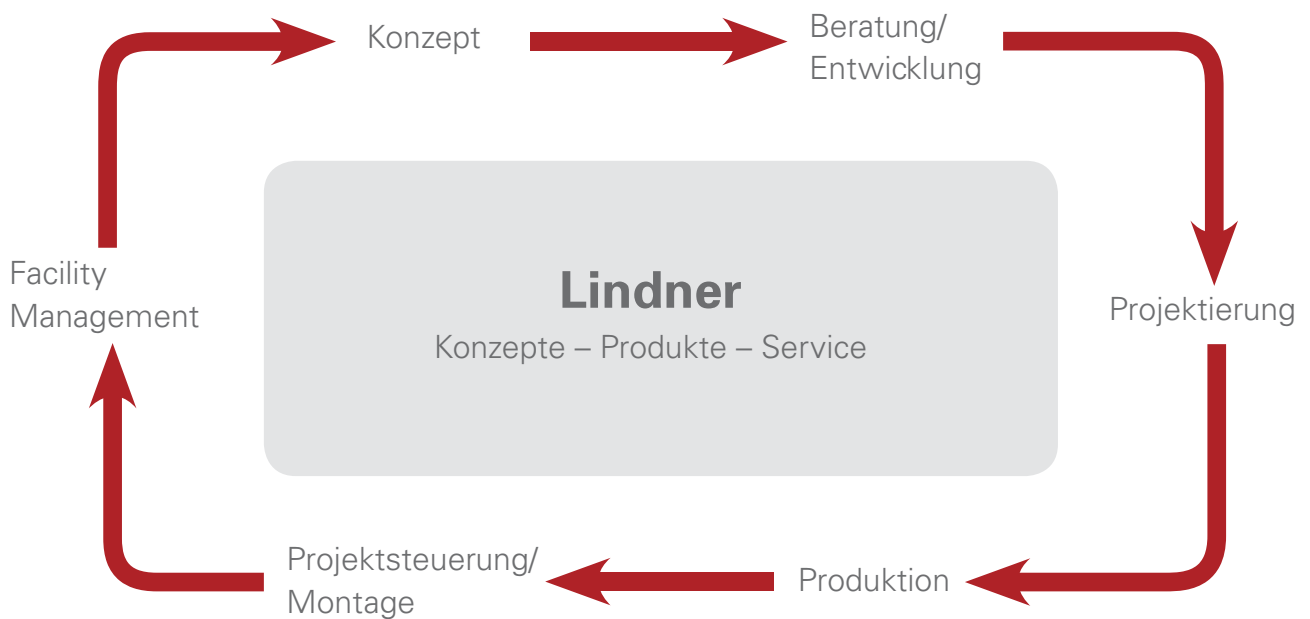 Konzept
Beratung/
Entwicklung
Facility
Management
Lindner
Konzepte – Produkte – Service
Projektierung
Projektsteuerung/
Montage
Produktion